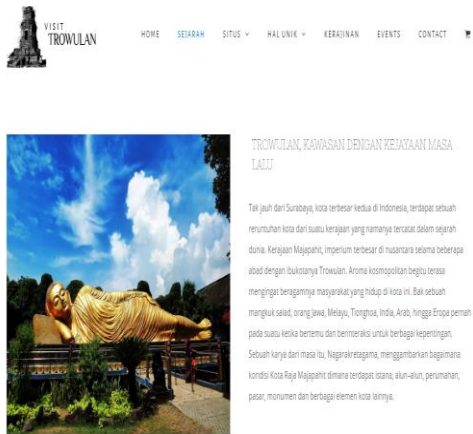 VISIT
TROWULAN
HOME SEJARAH SITUS HAL UNIK KERAJINAN EVENTS CONTACT
TROWULAN, KAWASAN DENGAN KEJAYAAN MASA
LALU
Tak jauh dari Surabaya, kota terbesar kedua di Indonesia, terdapat sebuah
reruntuhan kota dari suatu kerajaan yang namanya tercatat dalam sejarah
dunia. Kerajaan Majapahit, imperium terbesar di nusantara selama beberapa
abad dengan ibukotanya Trowulan. Aroma kosmopolitan begitu terasa
mengingat beragamnya masyarakat yang hidup di kota ini. Bak sebuah
mangkuk salad, orang Jawa, Melayu, Tionghoa, India, Arab, hingga Eropa pernah
pada suatu ketika bertemu dan berinteraksi untuk berbagai kepentingan.
Sebuah karya dari masa itu, Nagarakretagama, menggambarkan bagaimana
kondisi Kota Raja Majapahit dimana terdapat istana, alun-alun, perumahan,
pasar, monumen dan berbagai elemen kota lainnya.